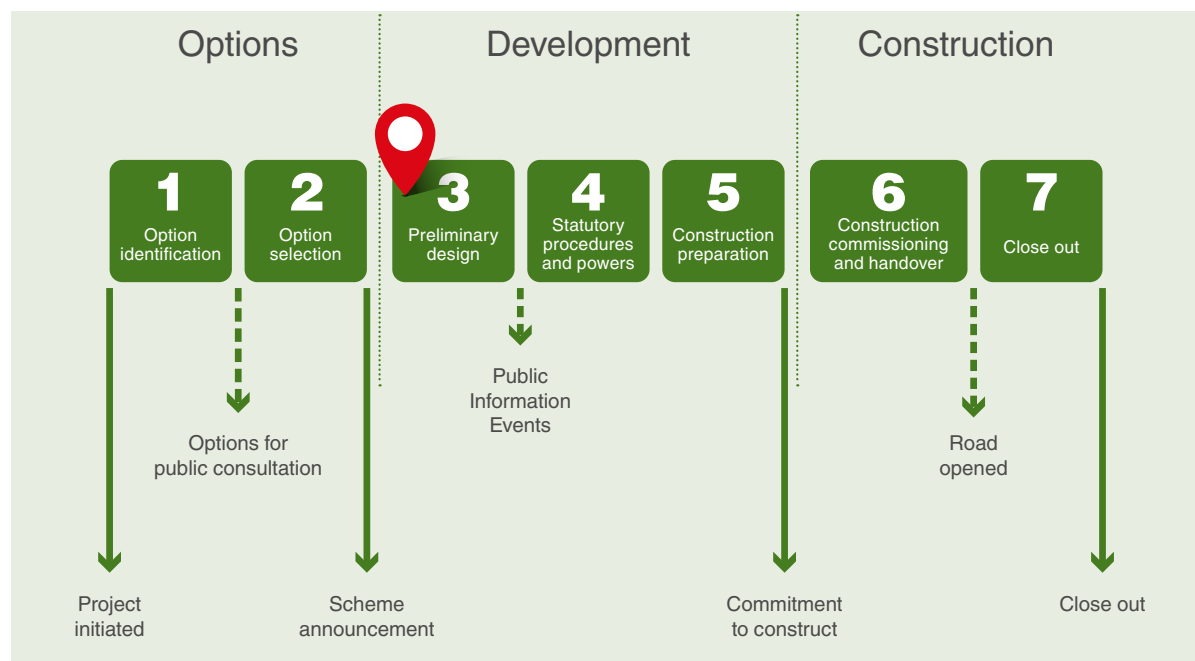 Options
Development
Construction
1
Option
identification
2
Option
selection
3
Preliminary
design
4
Statutory
procedures
and powers
5
Construction
preparation
6
Construction
commissioning
and handover
7
Close out
Public
Information
Events
Options for
public consultation
Road
opened
Project
initiated
Scheme
announcement
Commitment
to construct
Close out